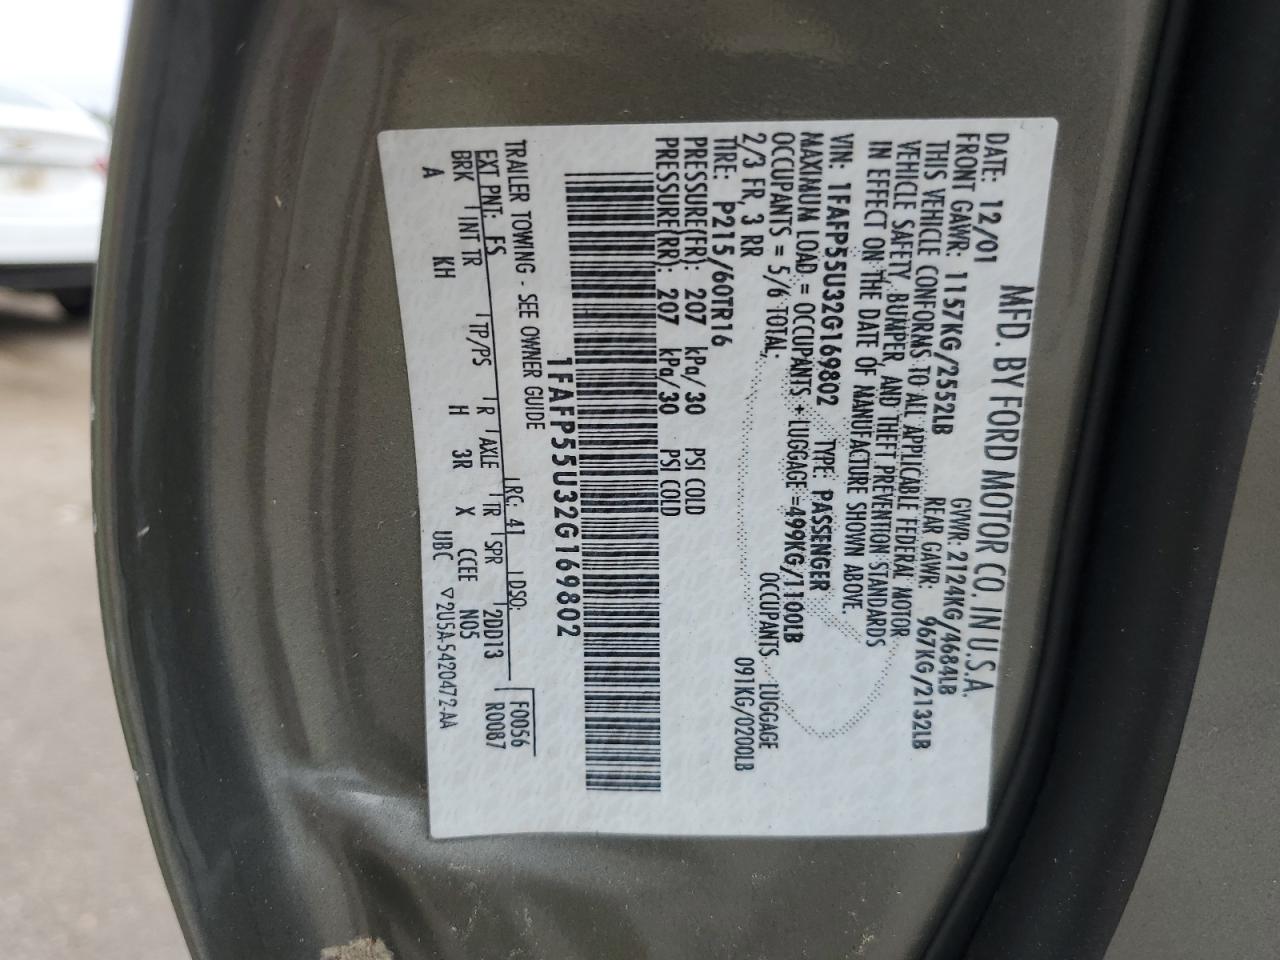 MFD. BY FORD MOTOR CO. IN U.S.A.
DATE: 12/01 GVWR: 2124KG/4684LB
FRONT GAWR: 1157KG/2552LB REAR GAWR: 967KG/2132LB
THIS VEHICLE CONFORMS TO ALL APPLICABLE FEDERAL MOTOR
VEHICLE SAFETY, BUMPER, AND THEFT PREVENTION STANDARDS
IN EFFECT ON THE DATE OF MANUFACTURE SHOWN ABOVE.
VIN: 1FAFP55U32G169802 TYPE: PASSENGER
MAXIMUM LOAD = OCCUPANTS + LUGGAGE =499KG/1100LB
OCCUPANTS = 5/6 TOTAL; OCCUPANTS LUGGAGE
2/3 FR, 3 RR 091KG/0200LB
TIRE: P215/60TR16
PRESSURE(FR): 207 kPa/30 PSI COLD
PRESSURE(RR): 207 kPa/30 PSI COLD
1FAFP55U32G169802
TRAILER TOWING - SEE OWNER GUIDE
F0056
EXT PNT: FS RC: 41 DSO: R0087
BRK INT TR TP/PS R AXLE TR SPR 2DD13
A KH H 3R X CCEE N05
UBC ▽2U5A-5420472-AA